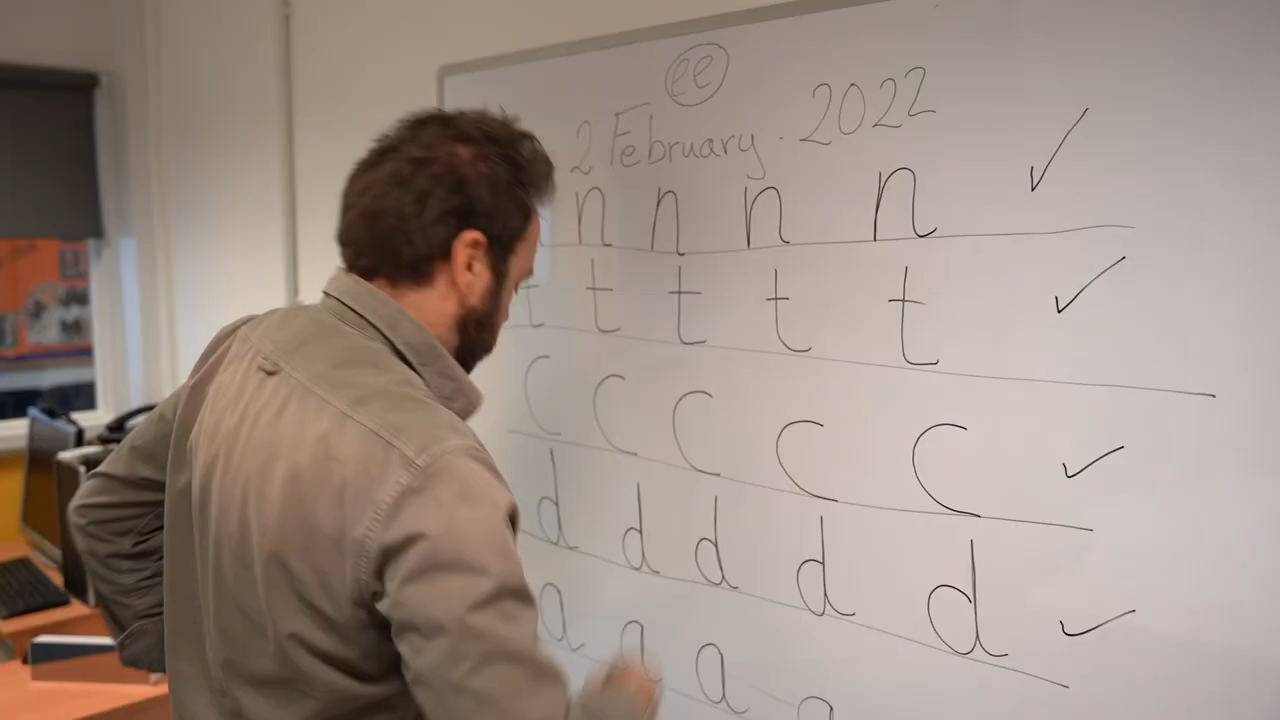 ee
2 February. 2022
n n n n ✓
t t t t t ✓
c c c c c ✓
d d d d d ✓
a a a a